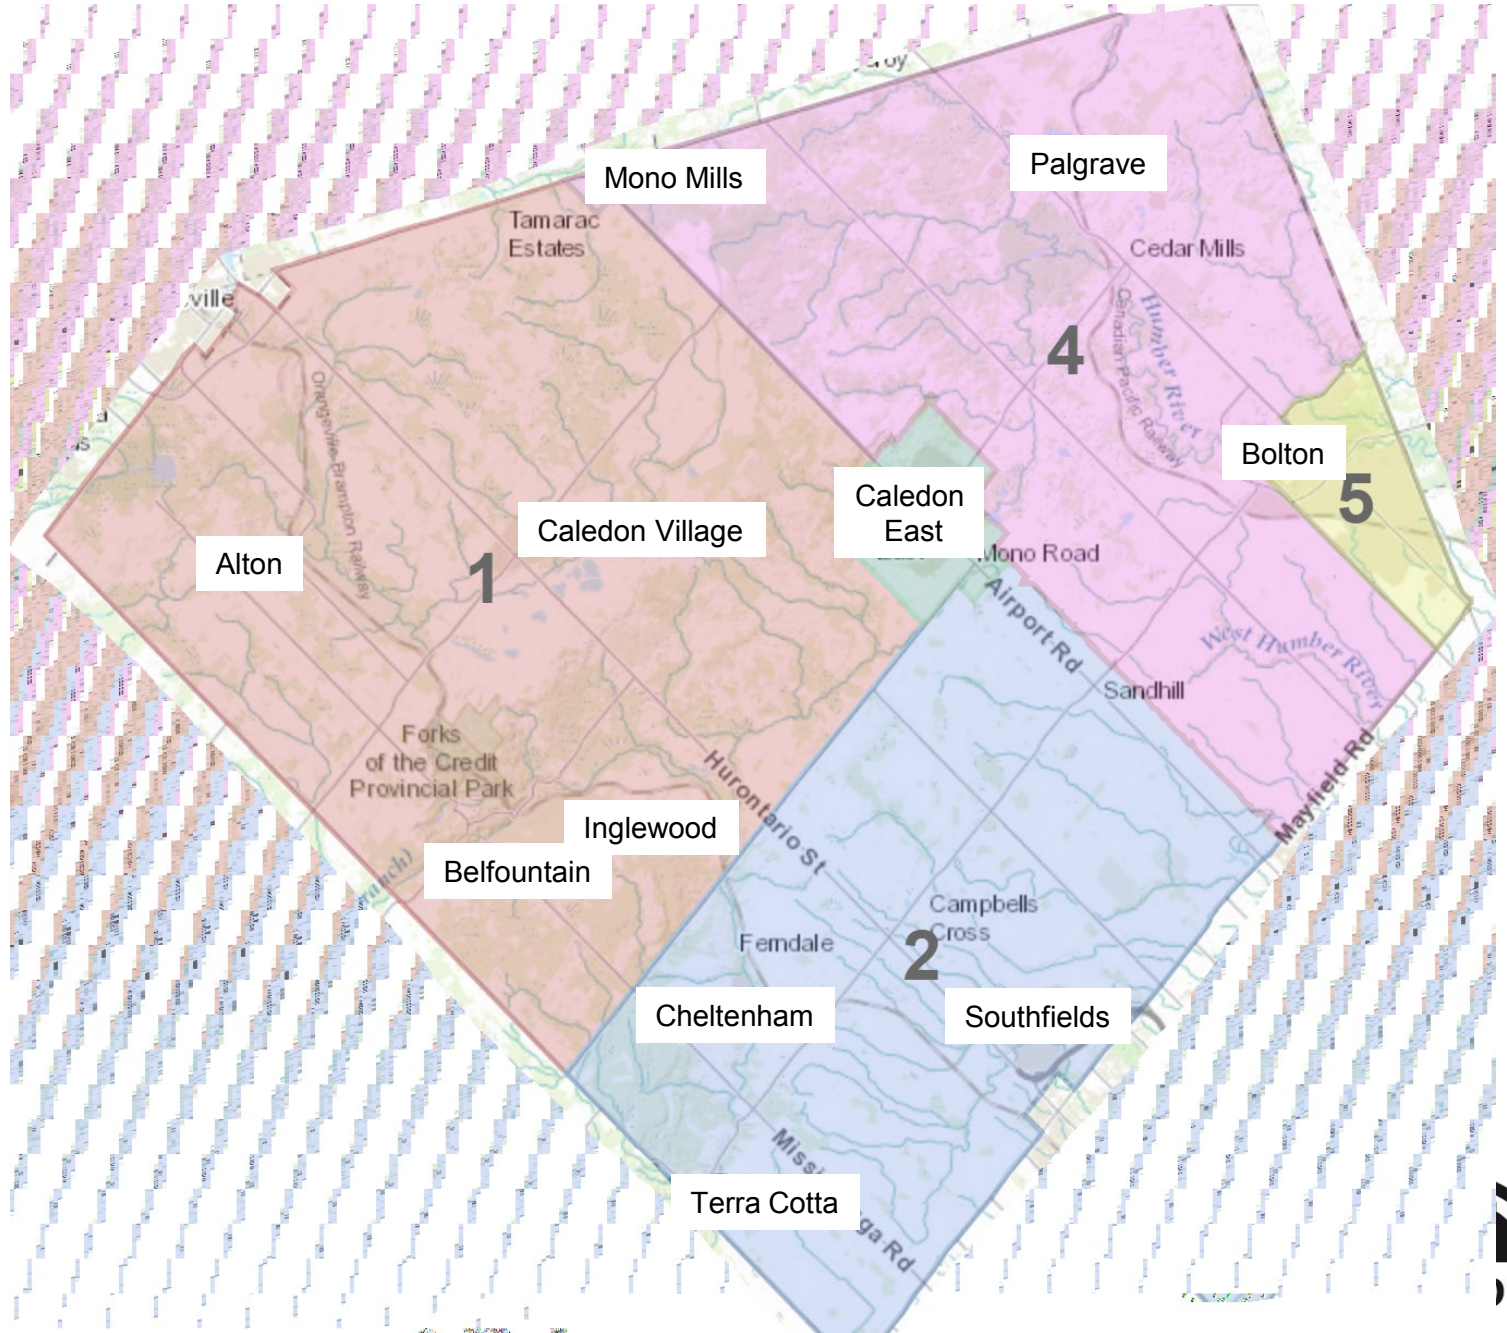 Palgrave
Mono Mills
Tamarac
Estates
Cedar Mills
ville
Humber River
Canadian Pacific Railway
4
Orangeville-Brampton Railway
Bolton
5
Caledon
East
Caledon Village
Alton
1
Mono Road
Airport Rd
West Humber River
Sandhill
Forks
of the Credit
Provincial Park
Hurontario St
Mayfield Rd
Inglewood
Belfountain
Campbells
Cross
2
Ferndale
Cheltenham
Southfields
Terra Cotta